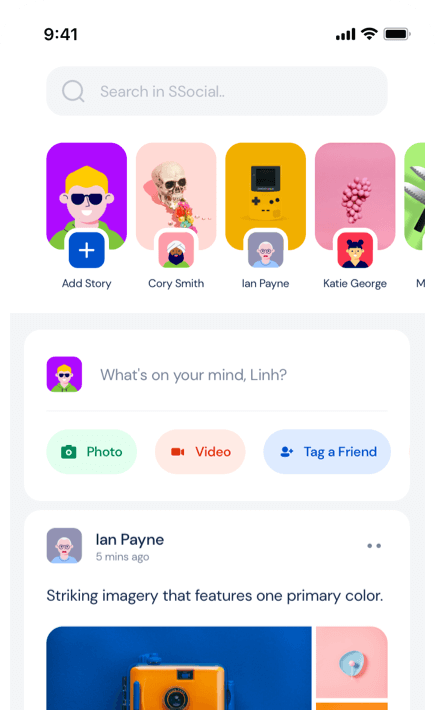 9:41
Search in SSocial..
Add Story
Cory Smith
Ian Payne
Katie George
M
What's on your mind, Linh?
Photo
Video
Tag a Friend
Ian Payne
5 mins ago
Striking imagery that features one primary color.